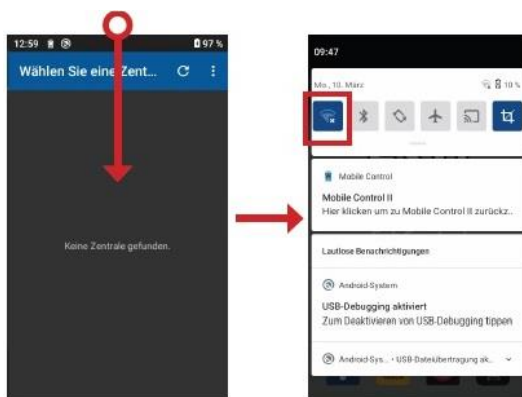 12:59 97 %
Wählen Sie eine Zent...
Keine Zentrale gefunden.
09:47
Mo., 10. März 10 %
Mobile Control
Mobile Control II
Hier klicken um zu Mobile Control II zurückz..
Lautlose Benachrichtigungen
Android-System
USB-Debugging aktiviert
Zum Deaktivieren von USB-Debugging tippen
Android-Sys... • USB-Dateiübertragung ak...